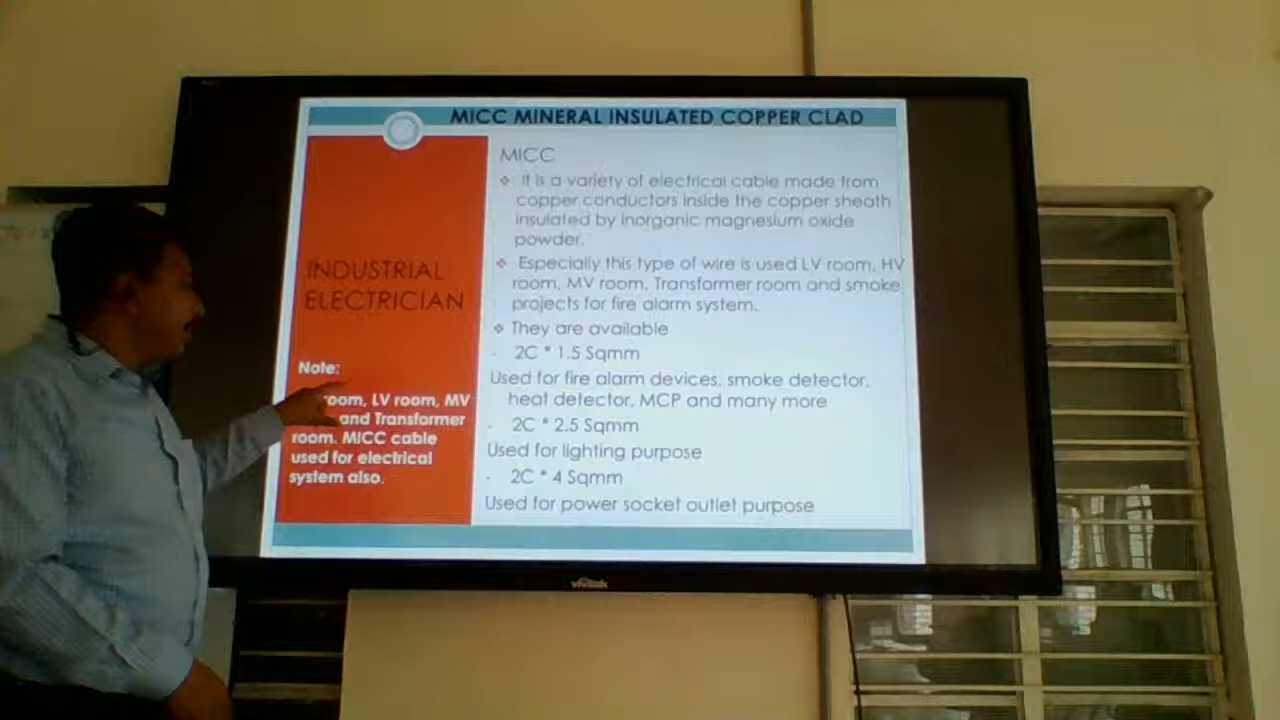 MICC MINERAL INSULATED COPPER CLAD
INDUSTRIAL
ELECTRICIAN
Note:
room, LV room, MV
and Transformer
room. MICC cable
used for electrical
system also.
MICC
It is a variety of electrical cable made from
copper conductors inside the copper sheath
insulated by inorganic magnesium oxide
powder.
Especially this type of wire is used LV room, HV
room, MV room, Transformer room and smoke
projects for fire alarm system.
They are available
- 2C * 1.5 Sqmm
Used for fire alarm devices, smoke detector,
heat detector, MCP and many more
- 2C * 2.5 Sqmm
Used for lighting purpose
- 2C * 4 Sqmm
Used for power socket outlet purpose
vivitek